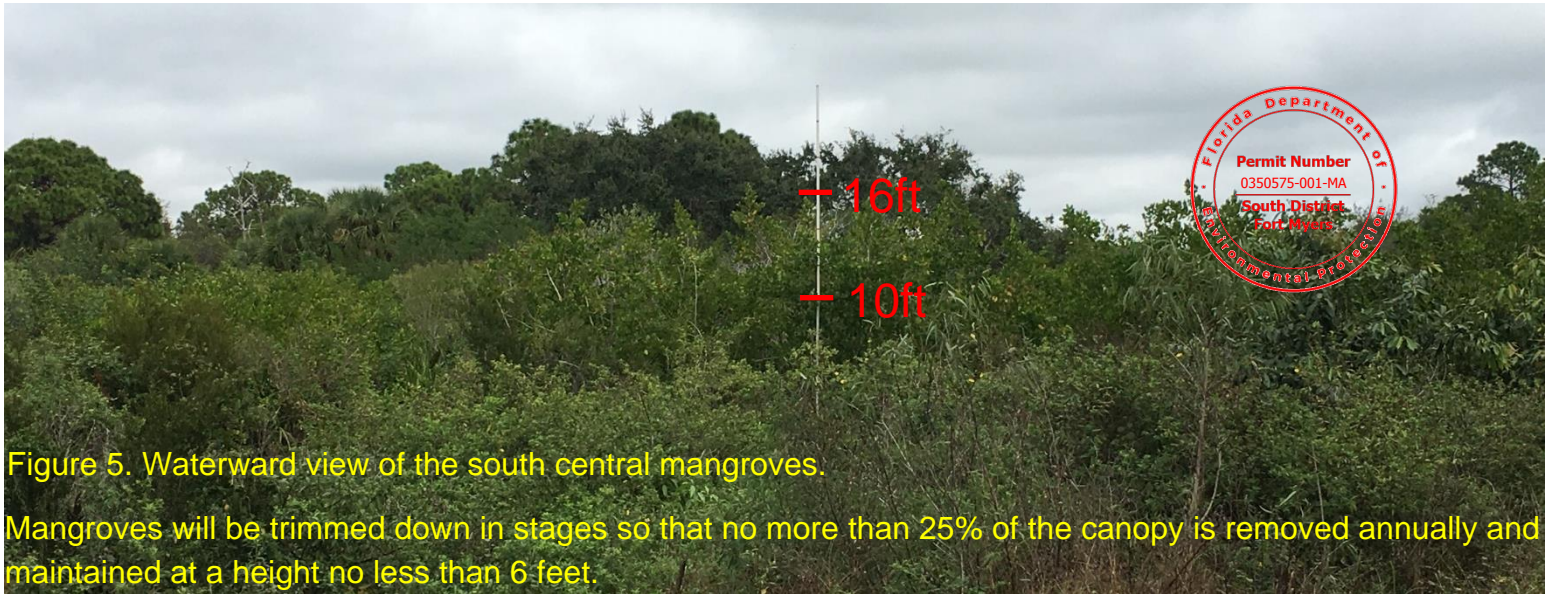 Florida Department of
Environmental Protection
Permit Number
0350575-001-MA
South District
Fort Myers
16ft
10ft
Figure 5. Waterward view of the south central mangroves.
Mangroves will be trimmed down in stages so that no more than 25% of the canopy is removed annually and
maintained at a height no less than 6 feet.